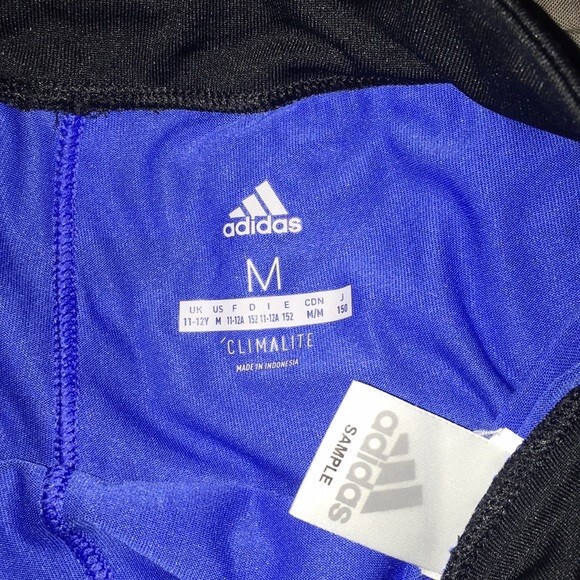 adidas
M
UK US F D I E CDN J
11-12Y M 11-12A 152 11-12A 152 M/M 150
CLIMALITE
MADE IN INDONESIA
adidas
SAMPLE